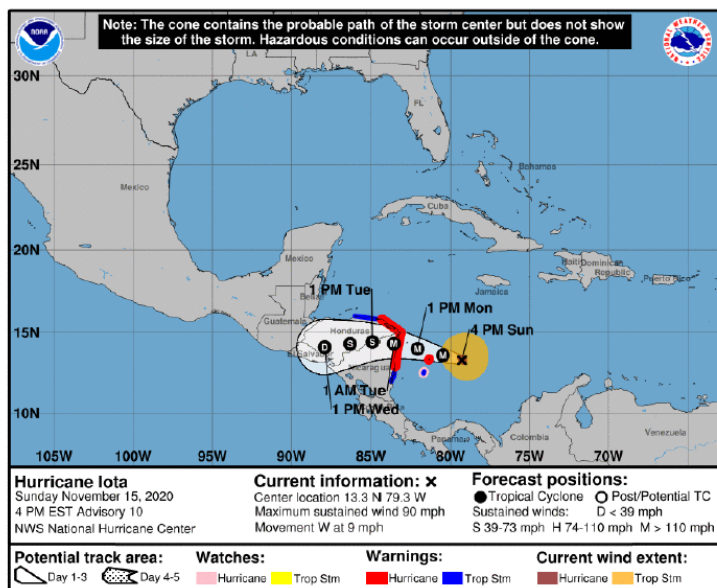 Note: The cone contains the probable path of the storm center but does not show
the size of the storm. Hazardous conditions can occur outside of the cone.
NOAA
NATIONAL WEATHER SERVICE
LA
30N
FL
25N
Mexico
Bahamas
Cuba
20N
Mexico
Haiti
Dominican
Republic
Puerto Rico
Jamaica
Belize
1 PM Tue
1 PM Mon
Guatemala
4 PM Sun
15N
Honduras
D S S M M M
El Salvador
Nicaragua
1 AM Tue
1 PM Wed
10N
Panama
Colombia
Venezuela
105W 100W 95W 90W 85W 80W 75W 70W 65W
Hurricane Iota
Sunday November 15, 2020
4 PM EST Advisory 10
NWS National Hurricane Center
Current information: x
Center location 13.3 N 79.3 W
Maximum sustained wind 90 mph
Movement W at 9 mph
Forecast positions:
Tropical Cyclone Post/Potential TC
Sustained winds: D < 39 mph
S 39-73 mph H 74-110 mph M > 110 mph
Potential track area:
Day 1-3 Day 4-5
Watches:
Hurricane Trop Stm
Warnings:
Hurricane Trop Stm
Current wind extent:
Hurricane Trop Stm